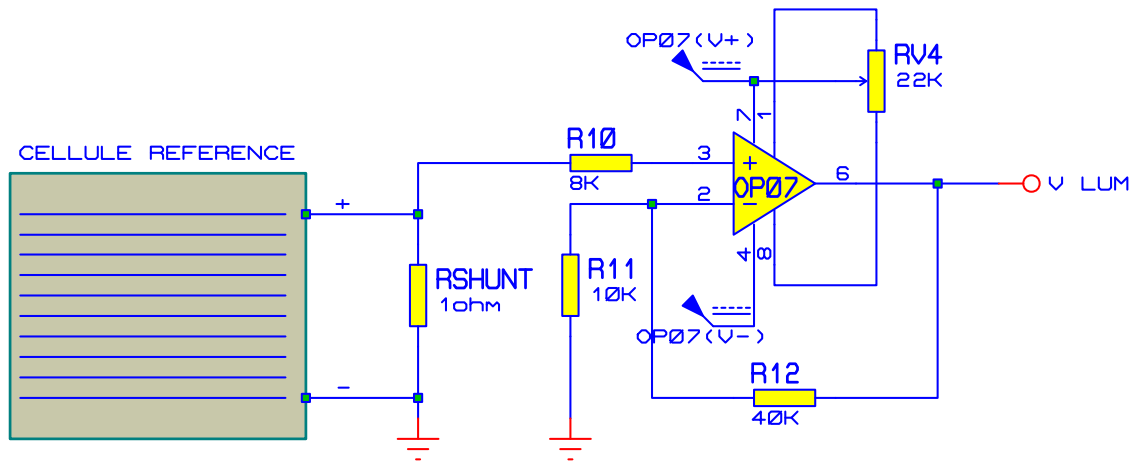 OP07(V+)
RV4
22K
7
1
R10
8K
3
CELLULE REFERENCE
+
+
OP07
6
V LUM
2
−
+
4
8
RSHUNT
1ohm
R11
10K
OP07(V-)
−
R12
40K